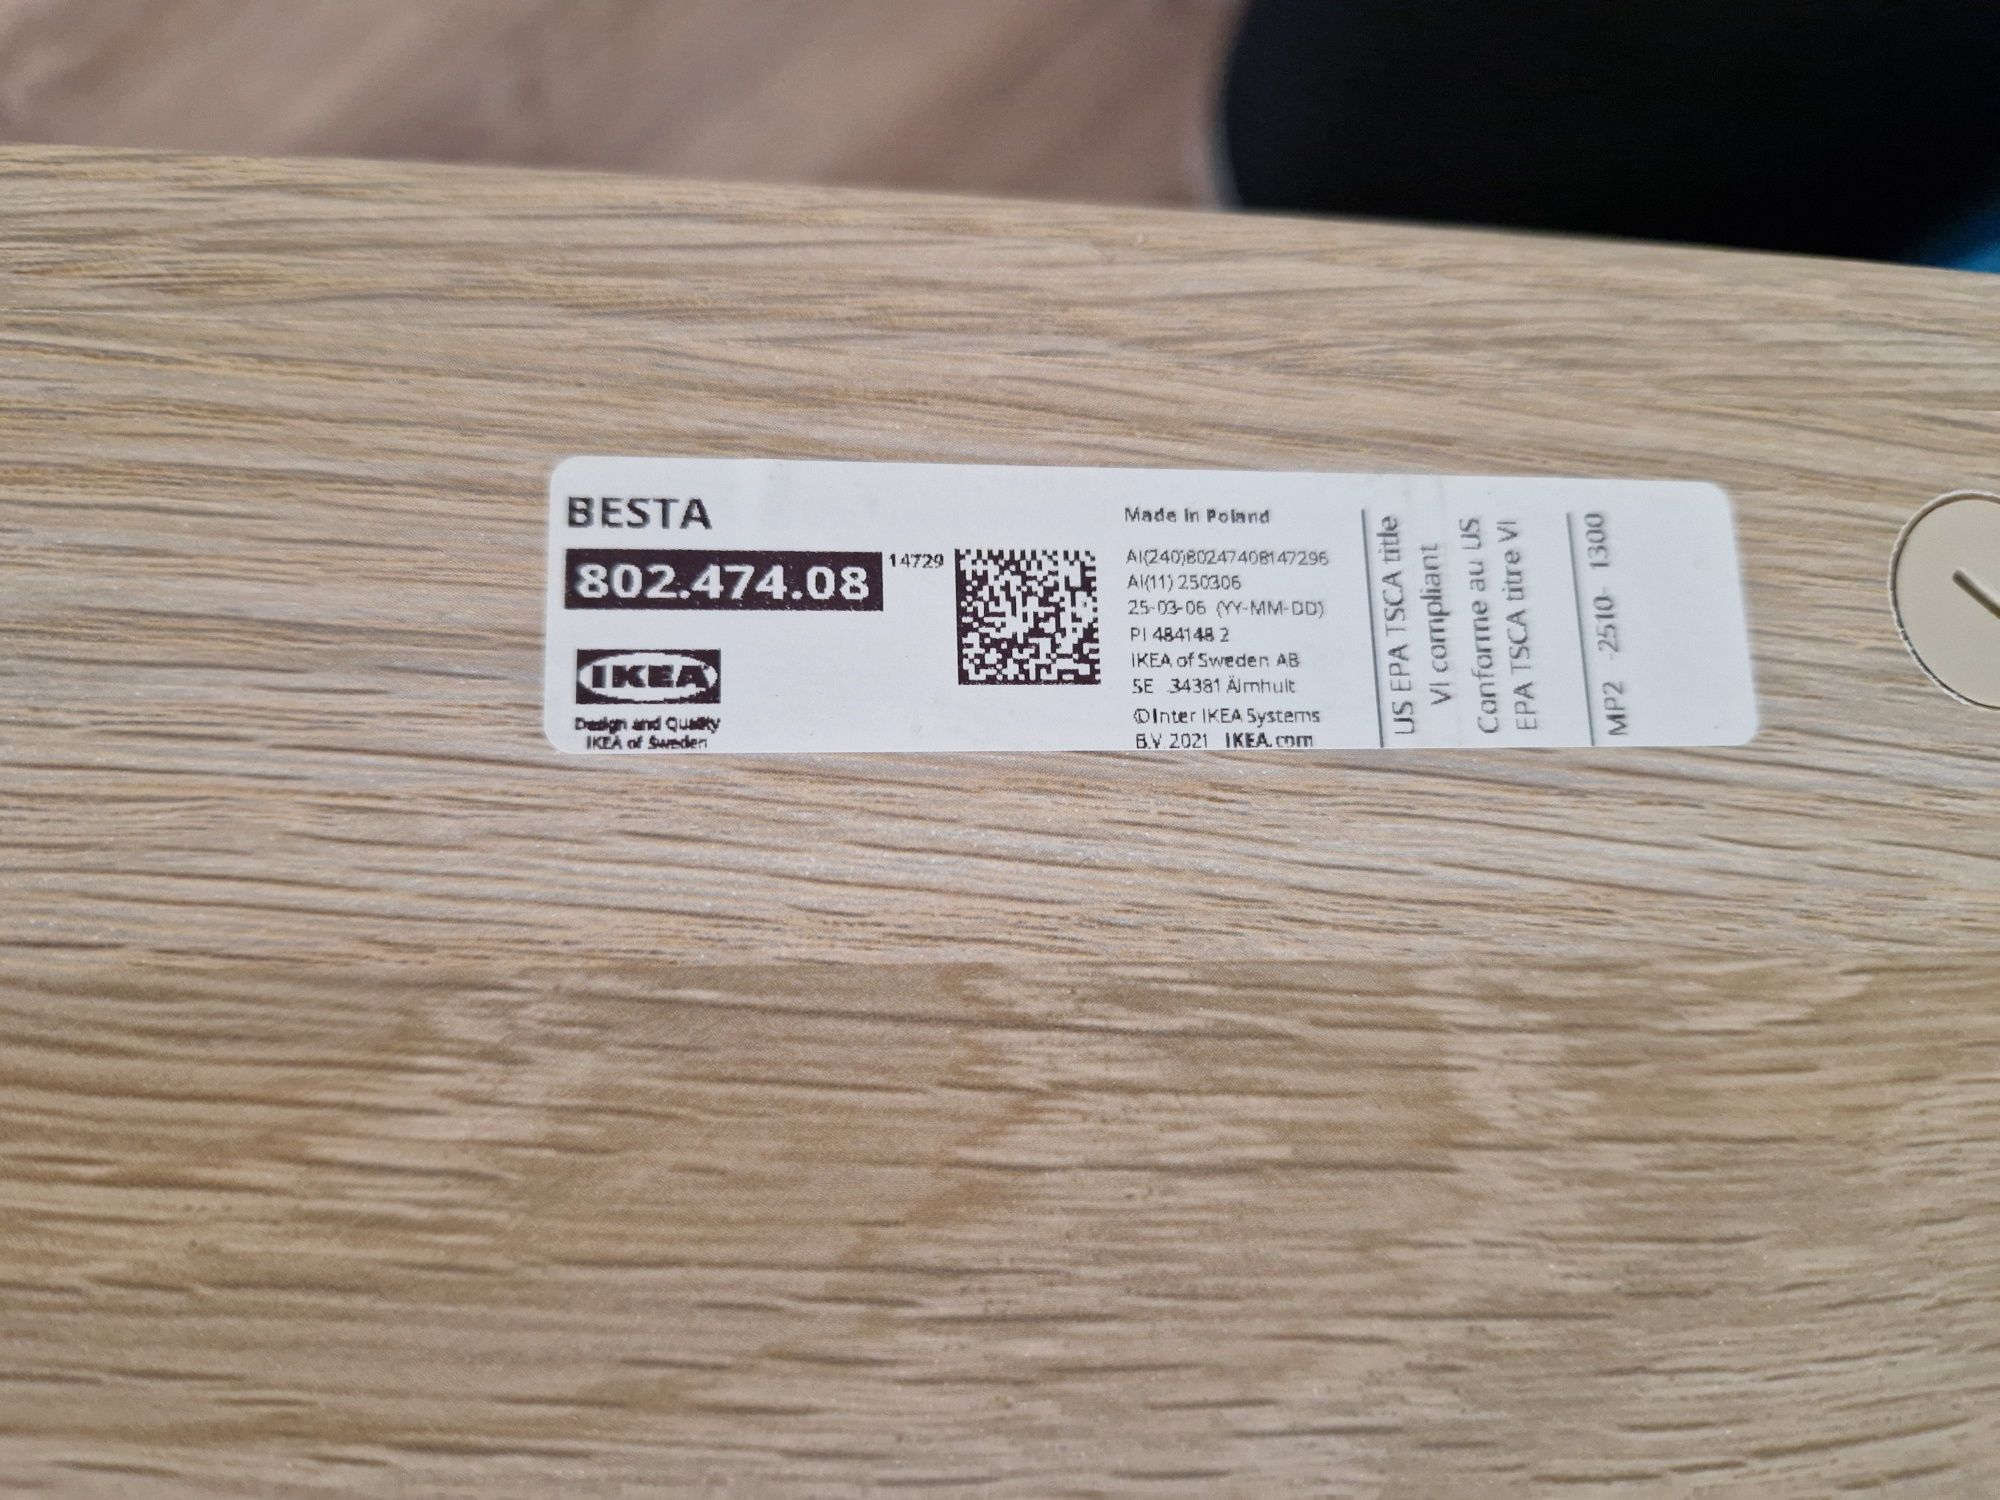 BESTA
802.474.08
14729
IKEA
Design and Quality
IKEA of Sweden
Made in Poland
AI(240)80247408147296
AI(11) 250306
25-03-06 (YY-MM-DD)
PI 484148 2
IKEA of Sweden AB
SE 34381 Älmhult
©Inter IKEA Systems
B.V. 2021 IKEA.com
US EPA TSCA title
VI compliant
Conforme au US
EPA TSCA titre VI
MP2 -2510- 1300